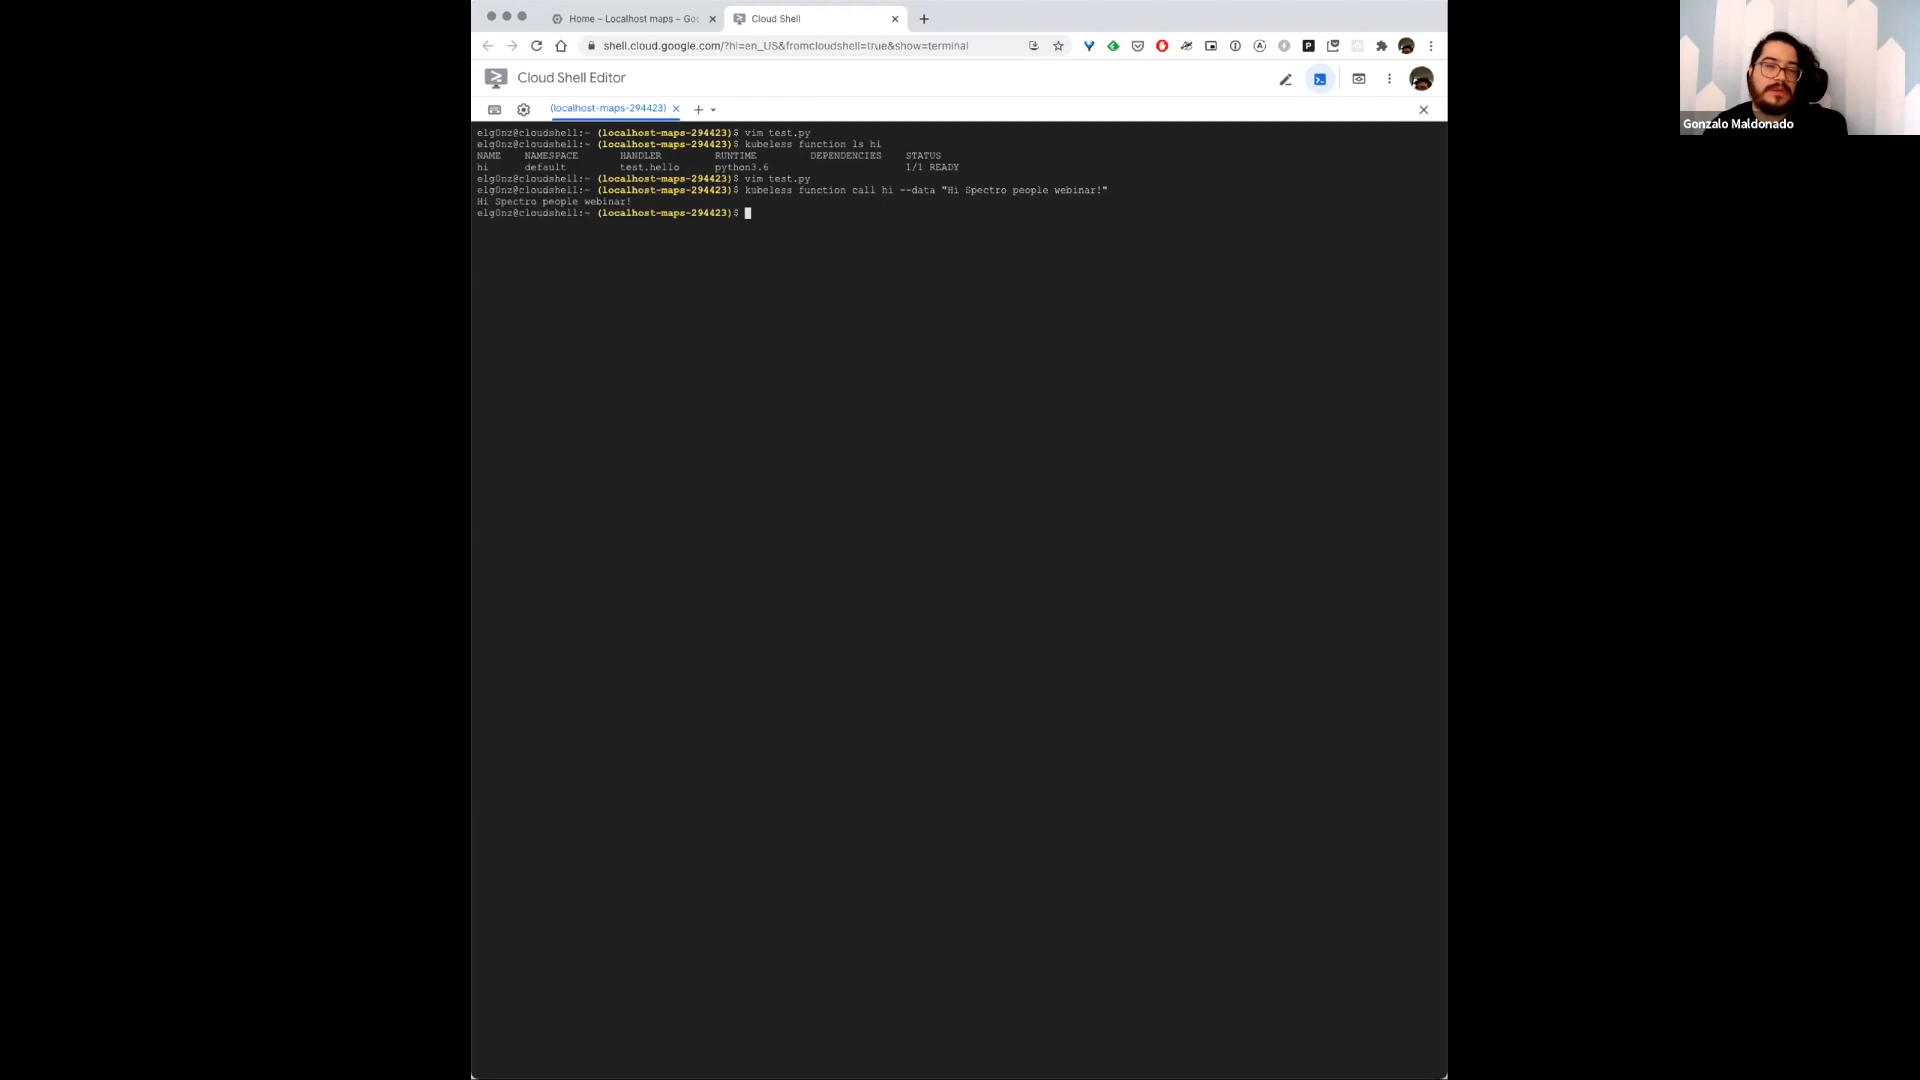 Home – Localhost maps – Goo
Cloud Shell
shell.cloud.google.com/?hl=en_US&fromcloudshell=true&show=terminal
Cloud Shell Editor
(localhost-maps-294423)
elg0nz@cloudshell:~ (localhost-maps-294423)$ vim test.py
elg0nz@cloudshell:~ (localhost-maps-294423)$ kubeless function ls hi
NAME NAMESPACE HANDLER RUNTIME DEPENDENCIES STATUS
hi default test.hello python3.6 1/1 READY
elg0nz@cloudshell:~ (localhost-maps-294423)$ vim test.py
elg0nz@cloudshell:~ (localhost-maps-294423)$ kubeless function call hi --data "Hi Spectro people webinar!"
Hi Spectro people webinar!
elg0nz@cloudshell:~ (localhost-maps-294423)$
Gonzalo Maldonado